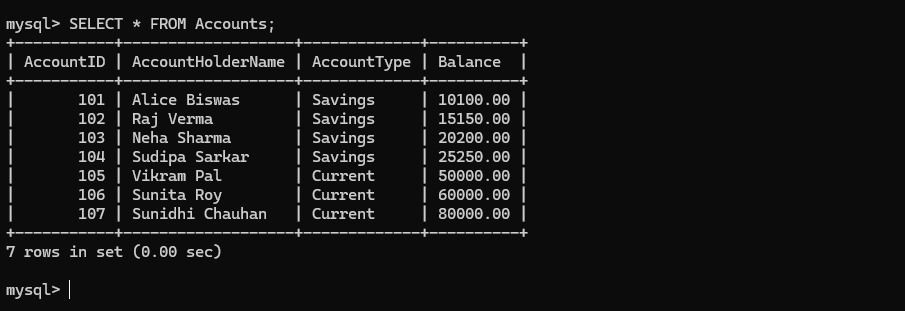 mysql> SELECT * FROM Accounts;
+-----------+-------------------+-------------+----------+
| AccountID | AccountHolderName | AccountType | Balance  |
+-----------+-------------------+-------------+----------+
|       101 | Alice Biswas      | Savings     | 10100.00 |
|       102 | Raj Verma         | Savings     | 15150.00 |
|       103 | Neha Sharma       | Savings     | 20200.00 |
|       104 | Sudipa Sarkar     | Savings     | 25250.00 |
|       105 | Vikram Pal        | Current     | 50000.00 |
|       106 | Sunita Roy        | Current     | 60000.00 |
|       107 | Sunidhi Chauhan   | Current     | 80000.00 |
+-----------+-------------------+-------------+----------+
7 rows in set (0.00 sec)
mysql>